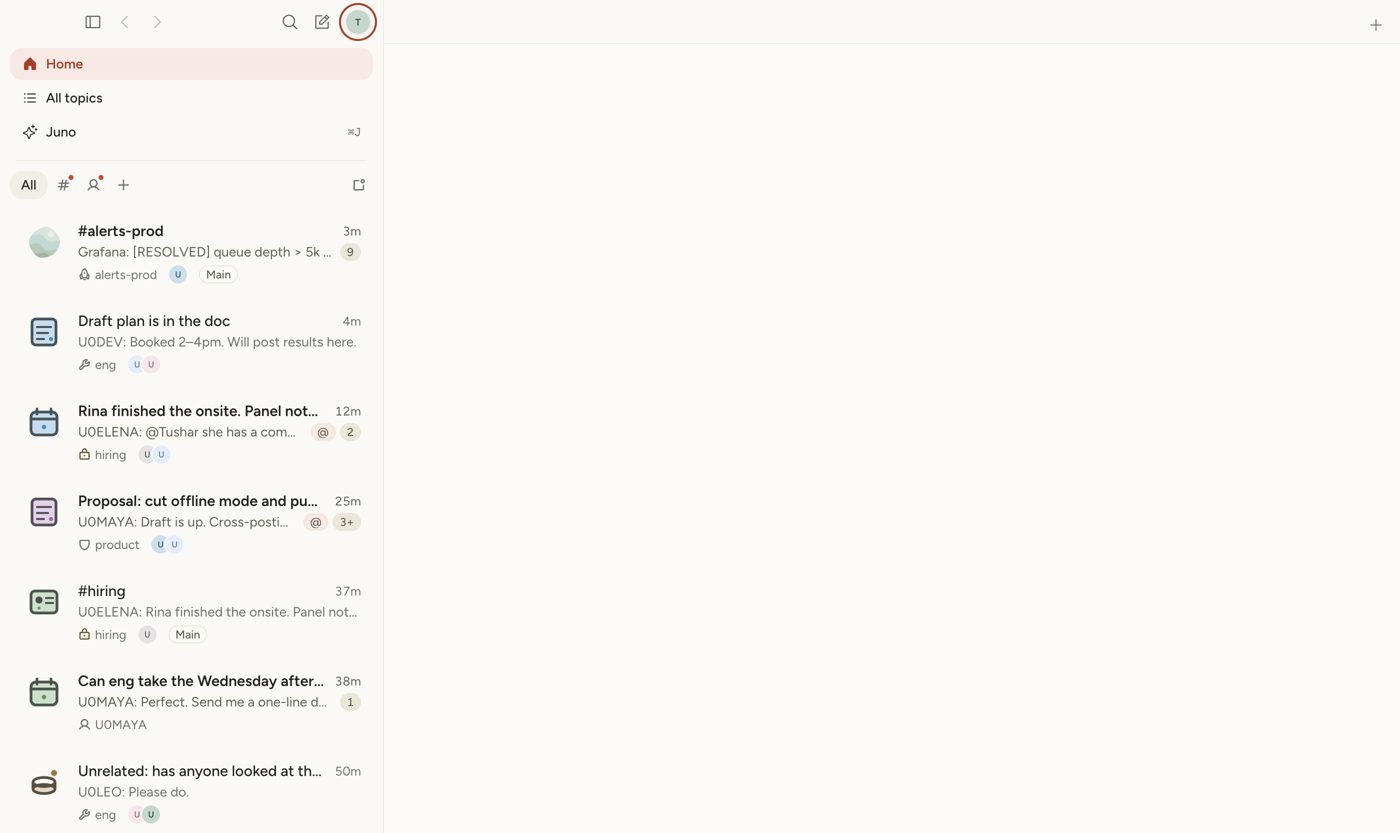 T
Home
All topics
Juno ⌘J
All
#alerts-prod 3m
Grafana: [RESOLVED] queue depth > 5k ... 9
alerts-prod U Main
Draft plan is in the doc 4m
U0DEV: Booked 2–4pm. Will post results here.
eng U U
Rina finished the onsite. Panel not... 12m
U0ELENA: @Tushar she has a com... @ 2
hiring U U
Proposal: cut offline mode and pu... 25m
U0MAYA: Draft is up. Cross-posti... @ 3+
product U U
#hiring 37m
U0ELENA: Rina finished the onsite. Panel not...
hiring U Main
Can eng take the Wednesday after... 38m
U0MAYA: Perfect. Send me a one-line d... 1
U0MAYA
Unrelated: has anyone looked at th... 50m
U0LEO: Please do.
eng U U